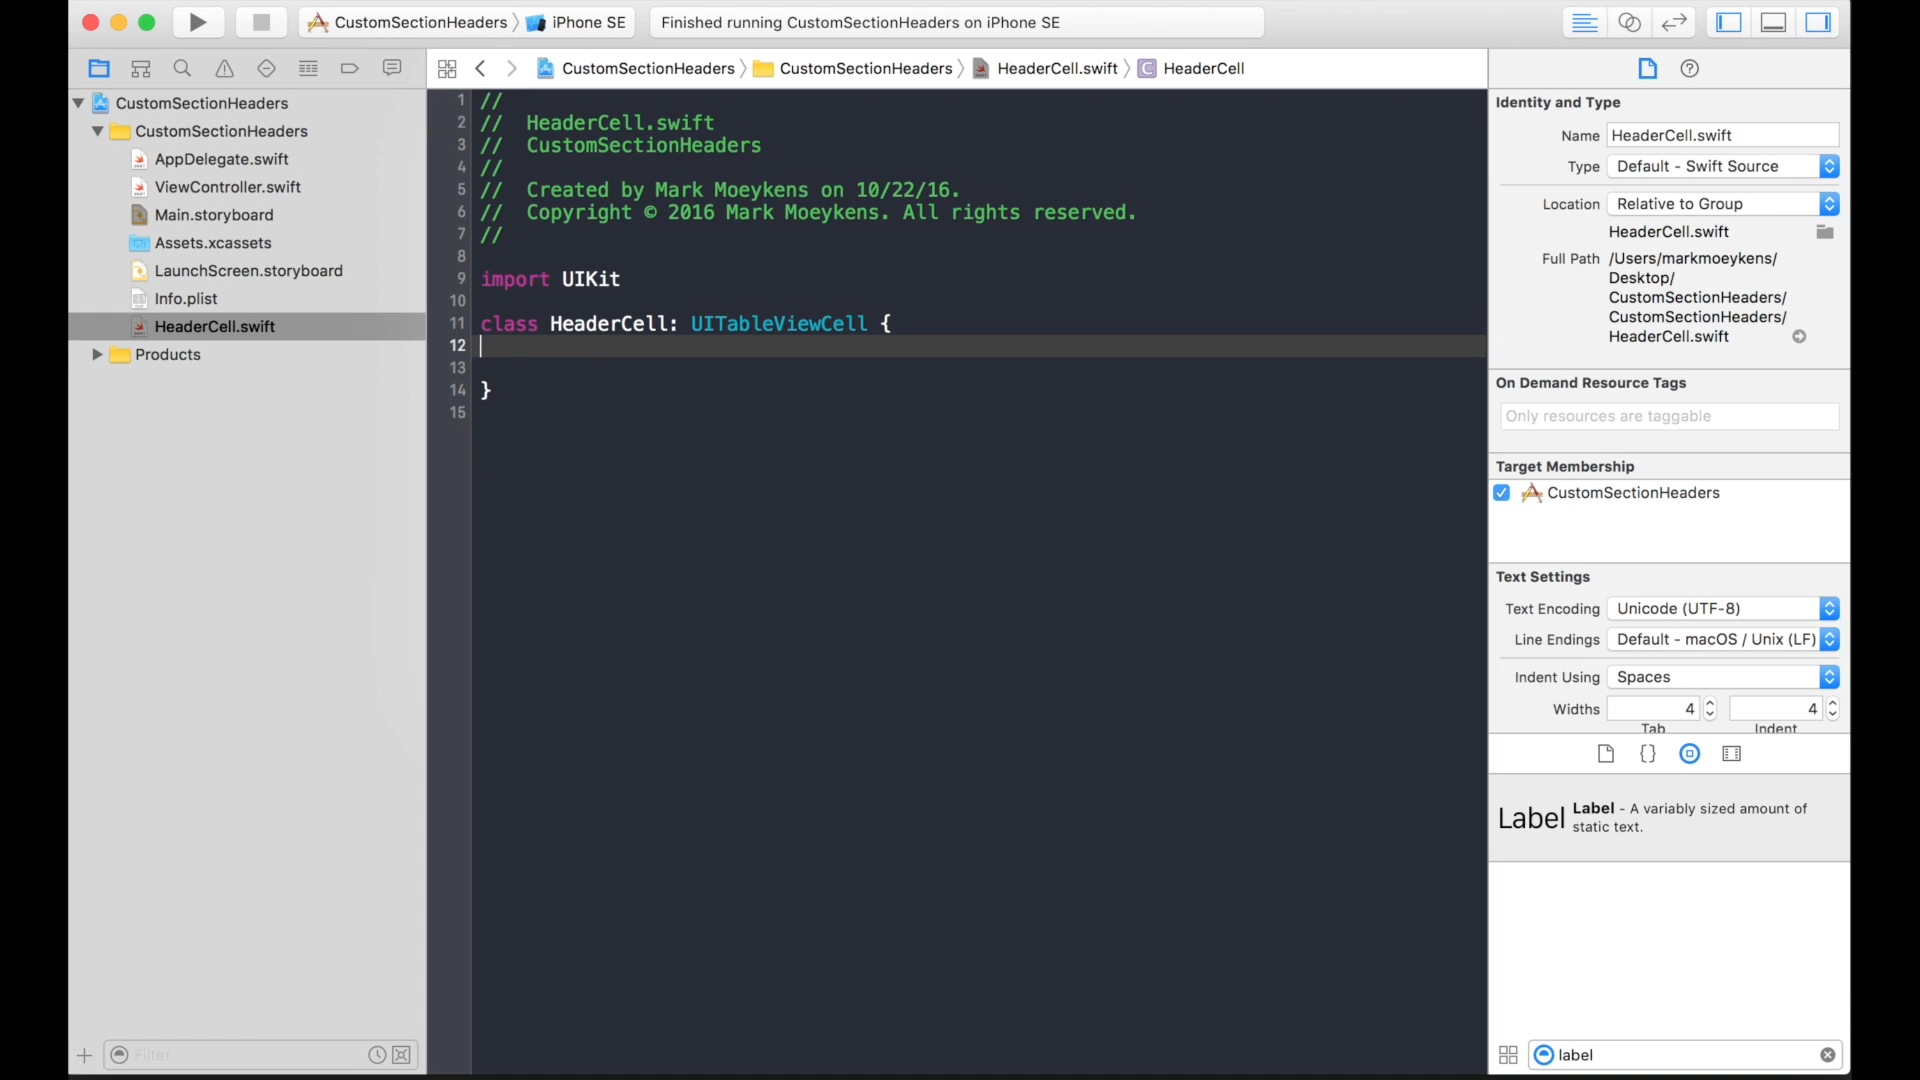 CustomSectionHeaders 〉 iPhone SE
Finished running CustomSectionHeaders on iPhone SE
CustomSectionHeaders 〉 CustomSectionHeaders 〉 HeaderCell.swift 〉 C HeaderCell
CustomSectionHeaders
CustomSectionHeaders
AppDelegate.swift
ViewController.swift
Main.storyboard
Assets.xcassets
LaunchScreen.storyboard
Info.plist
HeaderCell.swift
Products
Filter
1 //
2 //  HeaderCell.swift
3 //  CustomSectionHeaders
4 //
5 //  Created by Mark Moeykens on 10/22/16.
6 //  Copyright © 2016 Mark Moeykens. All rights reserved.
7 //
8
9 import UIKit
10
11 class HeaderCell: UITableViewCell {
12
13
14 }
15
Identity and Type
Name HeaderCell.swift
Type Default - Swift Source
Location Relative to Group
HeaderCell.swift
Full Path /Users/markmoeykens/
Desktop/
CustomSectionHeaders/
CustomSectionHeaders/
HeaderCell.swift
On Demand Resource Tags
Only resources are taggable
Target Membership
CustomSectionHeaders
Text Settings
Text Encoding Unicode (UTF-8)
Line Endings Default - macOS / Unix (LF)
Indent Using Spaces
Widths 4 4
Tab Indent
{}
Label Label - A variably sized amount of
static text.
label